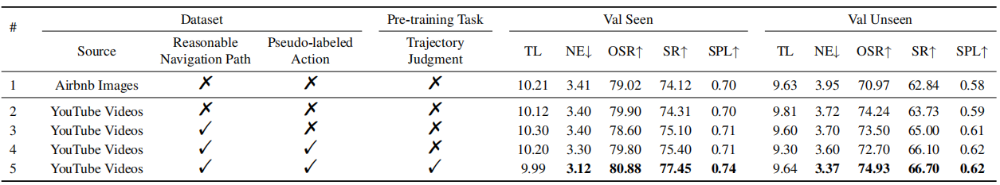 # Dataset Pre-training Task Val Seen Val Unseen
Source Reasonable Navigation Path Pseudo-labeled Action Trajectory Judgment TL NE↓ OSR↑ SR↑ SPL↑ TL NE↓ OSR↑ SR↑ SPL↑
1 Airbnb Images ✗ ✗ ✗ 10.21 3.41 79.02 74.12 0.70 9.63 3.95 70.97 62.84 0.58
2 YouTube Videos ✗ ✗ ✗ 10.12 3.40 79.90 74.31 0.70 9.81 3.72 74.24 63.73 0.59
3 YouTube Videos ✓ ✗ ✗ 10.30 3.40 78.60 75.10 0.71 9.60 3.70 73.50 65.00 0.61
4 YouTube Videos ✓ ✓ ✗ 10.20 3.30 79.80 75.40 0.71 9.30 3.60 72.70 66.10 0.62
5 YouTube Videos ✓ ✓ ✓ 9.99 3.12 80.88 77.45 0.74 9.64 3.37 74.93 66.70 0.62